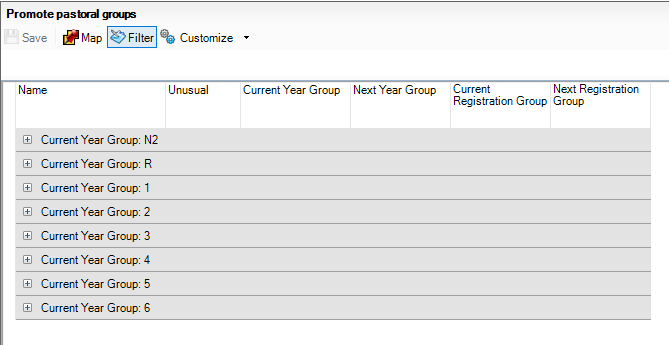 Promote pastoral groups
Save Map Filter Customize
Name Unusual Current Year Group Next Year Group Current Registration Group Next Registration Group
Current Year Group: N2
Current Year Group: R
Current Year Group: 1
Current Year Group: 2
Current Year Group: 3
Current Year Group: 4
Current Year Group: 5
Current Year Group: 6